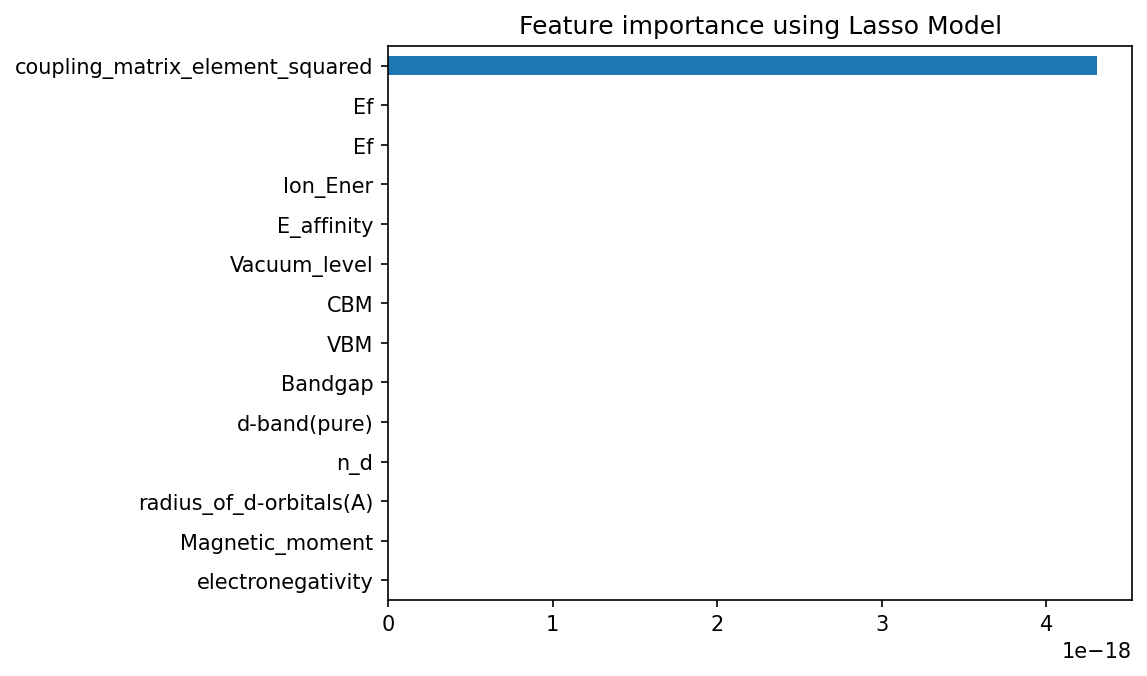 Feature importance using Lasso Model
coupling_matrix_element_squared
Ef
Ef
Ion_Ener
E_affinity
Vacuum_level
CBM
VBM
Bandgap
d-band(pure)
n_d
radius_of_d-orbitals(A)
Magnetic_moment
electronegativity
0 1 2 3 4
1e−18